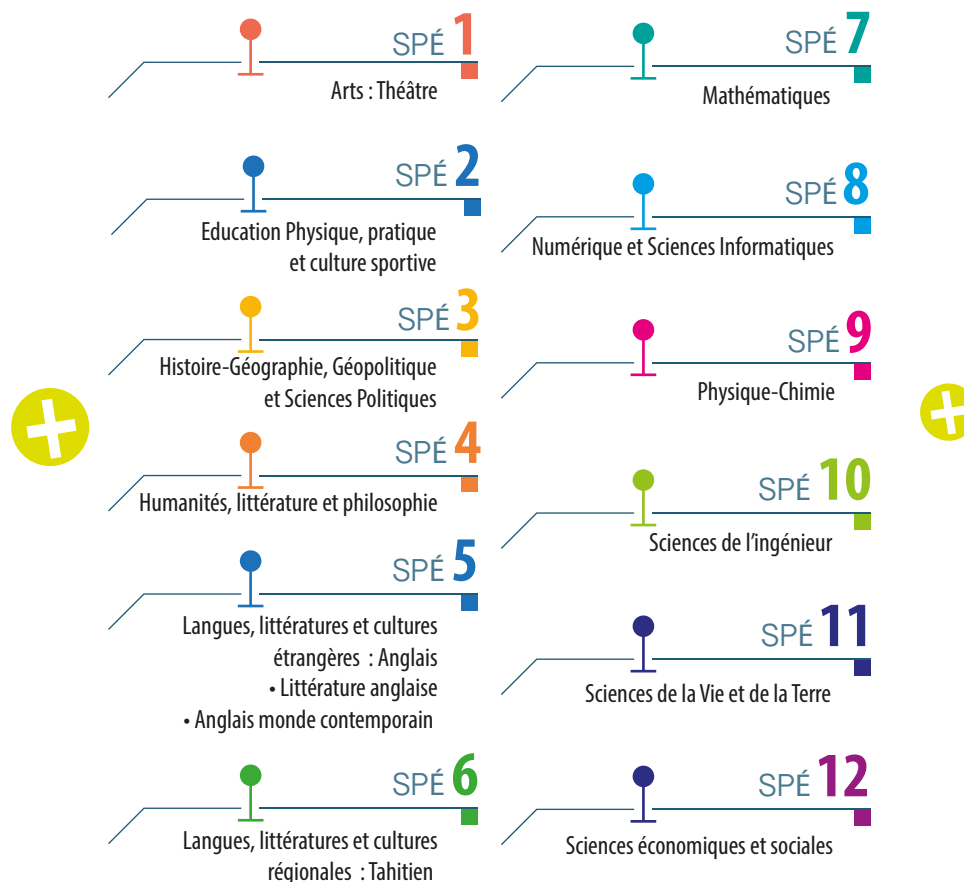 SPÉ 1
Arts : Théâtre
SPÉ 2
Education Physique, pratique
et culture sportive
SPÉ 3
Histoire-Géographie, Géopolitique
et Sciences Politiques
SPÉ 4
Humanités, littérature et philosophie
SPÉ 5
Langues, littératures et cultures
étrangères : Anglais
• Littérature anglaise
• Anglais monde contemporain
SPÉ 6
Langues, littératures et cultures
régionales : Tahitien
SPÉ 7
Mathématiques
SPÉ 8
Numérique et Sciences Informatiques
SPÉ 9
Physique-Chimie
SPÉ 10
Sciences de l'ingénieur
SPÉ 11
Sciences de la Vie et de la Terre
SPÉ 12
Sciences économiques et sociales